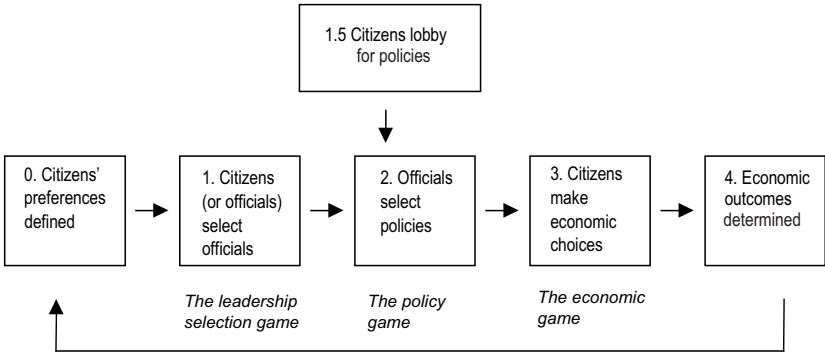 1.5 Citizens lobby
for policies
0. Citizens’
preferences
defined
1. Citizens
(or officials)
select
officials
2. Officials
select
policies
3. Citizens
make
economic
choices
4. Economic
outcomes
determined
The leadership
selection game
The policy
game
The economic
game